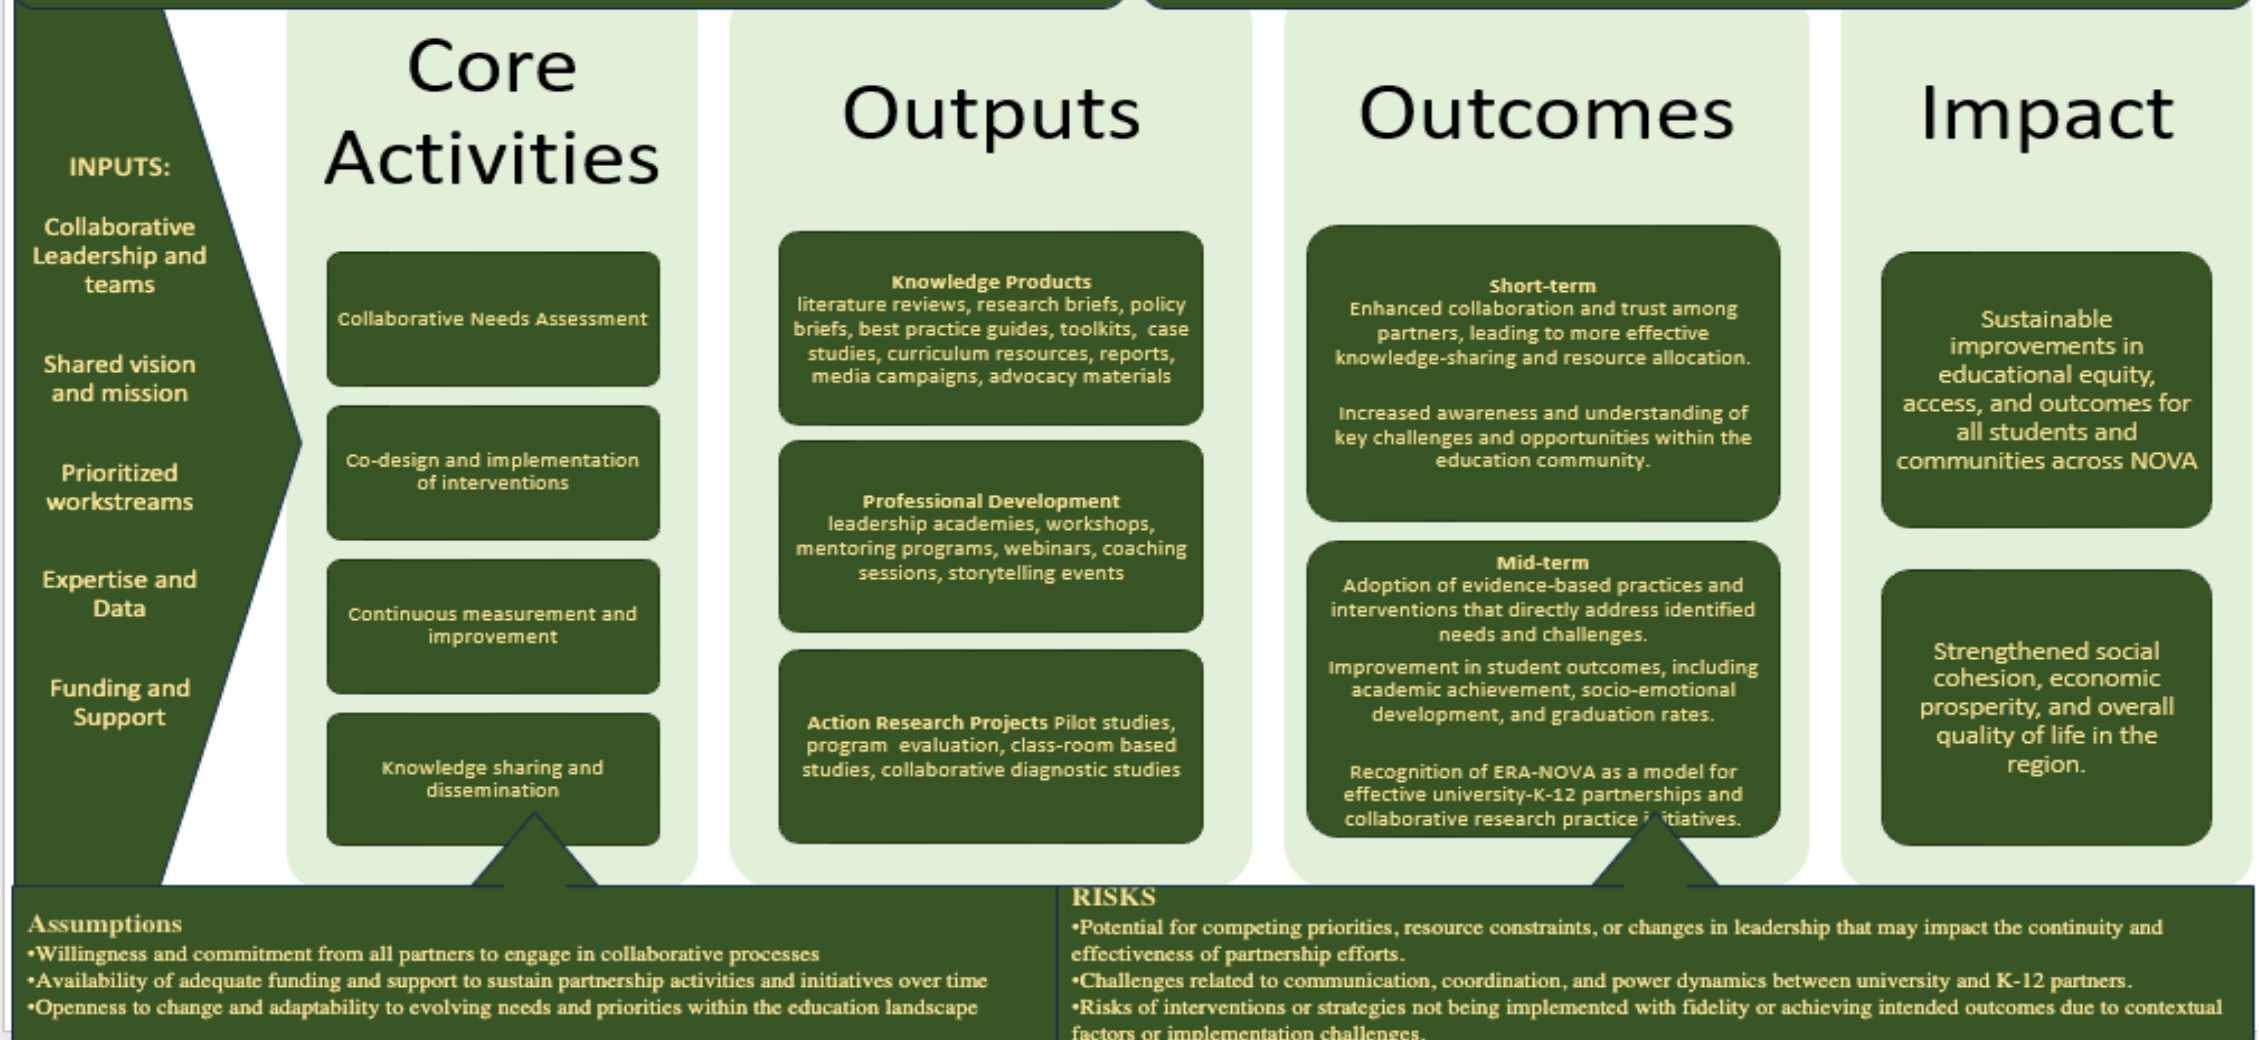 INPUTS:
Collaborative
Leadership and
teams
Shared vision
and mission
Prioritized
workstreams
Expertise and
Data
Funding and
Support
Core
Activities
Collaborative Needs Assessment
Co-design and implementation
of interventions
Continuous measurement and
improvement
Knowledge sharing and
dissemination
Outputs
Knowledge Products
literature reviews, research briefs, policy
briefs, best practice guides, toolkits, case
studies, curriculum resources, reports,
media campaigns, advocacy materials
Professional Development
leadership academies, workshops,
mentoring programs, webinars, coaching
sessions, storytelling events
Action Research Projects Pilot studies,
program evaluation, class-room based
studies, collaborative diagnostic studies
Outcomes
Short-term
Enhanced collaboration and trust among
partners, leading to more effective
knowledge-sharing and resource allocation.
Increased awareness and understanding of
key challenges and opportunities within the
education community.
Mid-term
Adoption of evidence-based practices and
interventions that directly address identified
needs and challenges.
Improvement in student outcomes, including
academic achievement, socio-emotional
development, and graduation rates.
Recognition of ERA-NOVA as a model for
effective university-K-12 partnerships and
collaborative research practice initiatives.
Impact
Sustainable
improvements in
educational equity,
access, and outcomes for
all students and
communities across NOVA
Strengthened social
cohesion, economic
prosperity, and overall
quality of life in the
region.
Assumptions
•Willingness and commitment from all partners to engage in collaborative processes
•Availability of adequate funding and support to sustain partnership activities and initiatives over time
•Openness to change and adaptability to evolving needs and priorities within the education landscape
RISKS
•Potential for competing priorities, resource constraints, or changes in leadership that may impact the continuity and
effectiveness of partnership efforts.
•Challenges related to communication, coordination, and power dynamics between university and K-12 partners.
•Risks of interventions or strategies not being implemented with fidelity or achieving intended outcomes due to contextual
factors or implementation challenges.